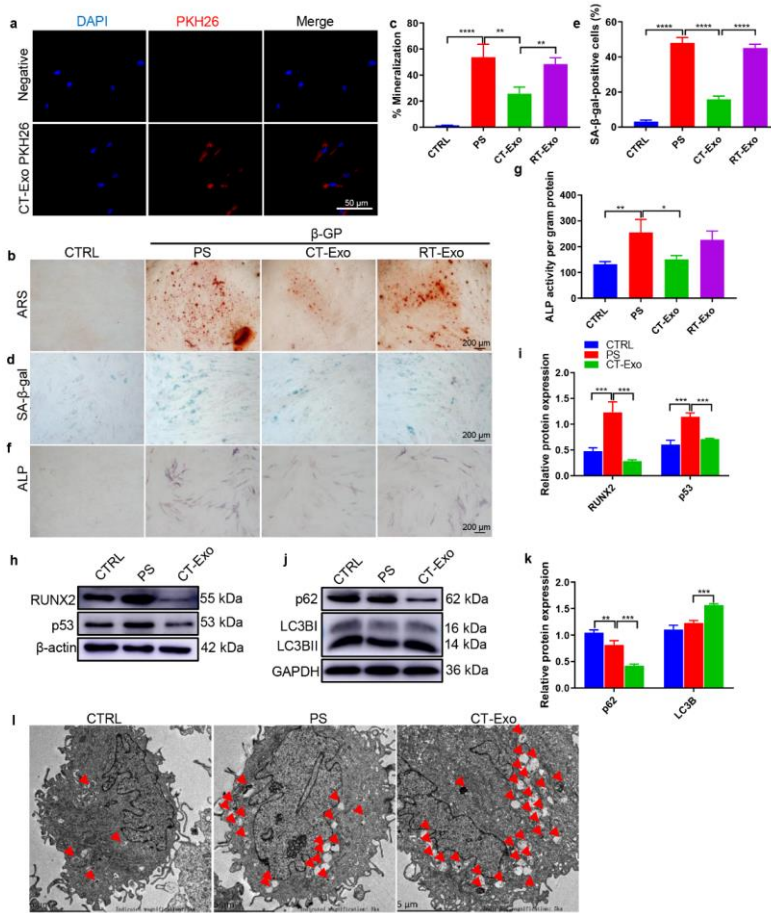 a
DAPI
PKH26
Merge
Negative
CT-Exo PKH26
50 μm
c
% Mineralization
80
60
40
20
0
****
**
**
CTRL
PS
CT-Exo
RT-Exo
e
SA-β-gal-positive cells (%)
60
50
40
30
20
10
0
****
****
****
CTRL
PS
CT-Exo
RT-Exo
g
ALP activity per gram protein
400
300
200
100
0
**
*
CTRL
PS
CT-Exo
RT-Exo
β-GP
b
CTRL
PS
CT-Exo
RT-Exo
ARS
200 μm
d
SA-β-gal
200 μm
f
ALP
200 μm
i
CTRL
PS
CT-Exo
Relative protein expression
2.0
1.5
1.0
0.5
0.0
***
***
***
***
RUNX2
p53
h
CTRL
PS
CT-Exo
RUNX2
55 kDa
p53
53 kDa
β-actin
42 kDa
j
CTRL
PS
CT-Exo
p62
62 kDa
LC3BI
16 kDa
LC3BII
14 kDa
GAPDH
36 kDa
k
Relative protein expression
2.0
1.5
1.0
0.5
0.0
**
***
***
p62
LC3B
l
CTRL
PS
CT-Exo
5 μm